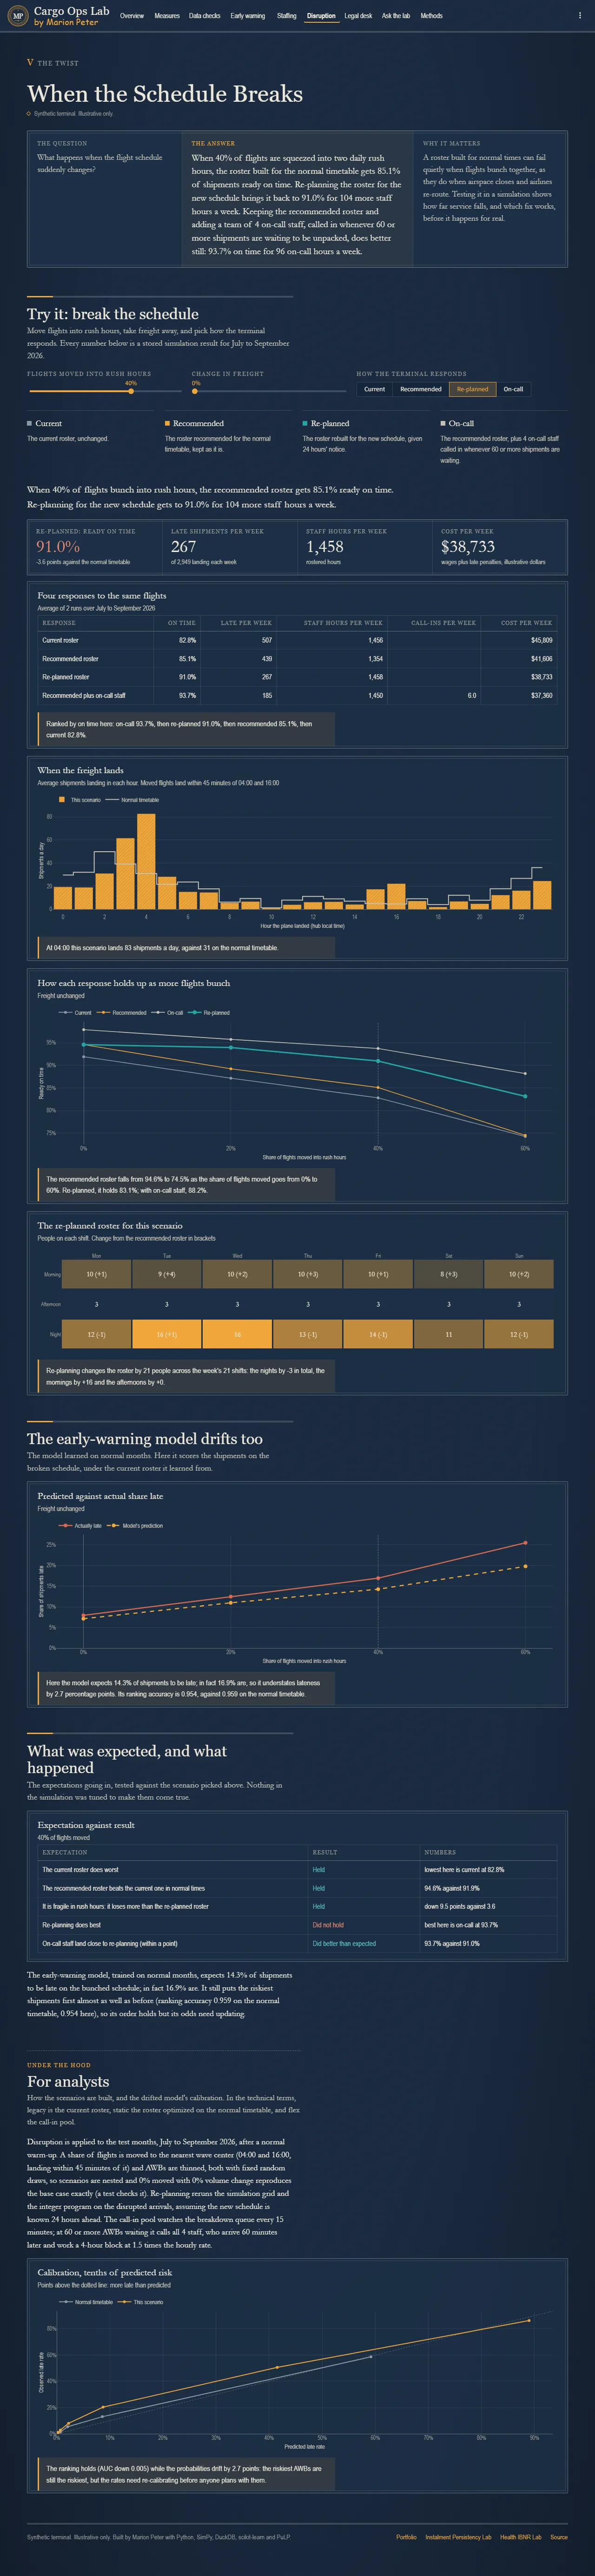 MP
Cargo Ops Lab
by Marion Peter
Overview Measures Data checks Early warning Staffing Disruption Legal desk Ask the lab Methods
V THE TWIST
When the Schedule Breaks
Synthetic terminal. Illustrative only.
THE QUESTION
What happens when the flight schedule
suddenly changes?
THE ANSWER
When 40% of flights are squeezed into two daily rush
hours, the roster built for the normal timetable gets 85.1%
of shipments ready on time. Re-planning the roster for the
new schedule brings it back to 91.0% for 104 more staff
hours a week. Keeping the recommended roster and
adding a team of 4 on-call staff, called in whenever 60 or
more shipments are waiting to be unpacked, does better
still: 93.7% on time for 96 on-call hours a week.
WHY IT MATTERS
A roster built for normal times can fail
quietly when flights bunch together, as
they do when airspace closes and airlines
re-route. Testing it in a simulation shows
how far service falls, and which fix works,
before it happens for real.
Try it: break the schedule
Move flights into rush hours, take freight away, and pick how the terminal
responds. Every number below is a stored simulation result for July to September
2026.
FLIGHTS MOVED INTO RUSH HOURS
40%
CHANGE IN FREIGHT
0%
HOW THE TERMINAL RESPONDS
Current Recommended Re-planned On-call
Current
The current roster, unchanged.
Recommended
The roster recommended for the normal
timetable, kept as it is.
Re-planned
The roster rebuilt for the new schedule, given
24 hours' notice.
On-call
The recommended roster, plus 4 on-call staff
called in whenever 60 or more shipments are
waiting.
When 40% of flights bunch into rush hours, the recommended roster gets 85.1% ready on time.
Re-planning for the new schedule gets to 91.0% for 104 more staff hours a week.
RE-PLANNED: READY ON TIME
91.0%
-3.6 points against the normal timetable
LATE SHIPMENTS PER WEEK
267
of 2,949 landing each week
STAFF HOURS PER WEEK
1,458
rostered hours
COST PER WEEK
$38,733
wages plus late penalties, illustrative dollars
Four responses to the same flights
Average of 2 runs over July to September 2026
RESPONSE ON TIME LATE PER WEEK STAFF HOURS PER WEEK CALL-INS PER WEEK COST PER WEEK
Current roster 82.8% 507 1,456 $45,809
Recommended roster 85.1% 439 1,354 $41,606
Re-planned roster 91.0% 267 1,458 $38,733
Recommended plus on-call staff 93.7% 185 1,450 6.0 $37,360
Ranked by on time here: on-call 93.7%, then re-planned 91.0%, then recommended 85.1%, then
current 82.8%.
When the freight lands
Average shipments landing in each hour. Moved flights land within 45 minutes of 04:00 and 16:00
This scenario Normal timetable
Shipments a day
80
60
40
20
0
0 2 4 6 8 10 12 14 16 18 20 22
Hour the plane landed (hub local time)
At 04:00 this scenario lands 83 shipments a day, against 31 on the normal timetable.
How each response holds up as more flights bunch
Freight unchanged
Current Recommended On-call Re-planned
Ready on time
95%
90%
85%
80%
75%
0% 20% 40% 60%
Share of flights moved into rush hours
The recommended roster falls from 94.6% to 74.5% as the share of flights moved goes from 0% to
60%. Re-planned, it holds 83.1%; with on-call staff, 88.2%.
The re-planned roster for this scenario
People on each shift. Change from the recommended roster in brackets
Mon Tue Wed Thu Fri Sat Sun
Morning 10 (+1) 9 (+4) 10 (+2) 10 (+3) 10 (+1) 8 (+3) 10 (+2)
Afternoon 3 3 3 3 3 3 3
Night 12 (-1) 16 (+1) 16 13 (-1) 14 (-1) 11 12 (-1)
Re-planning changes the roster by 21 people across the week's 21 shifts: the nights by -3 in total, the
mornings by +16 and the afternoons by +0.
The early-warning model drifts too
The model learned on normal months. Here it scores the shipments on the
broken schedule, under the current roster it learned from.
Predicted against actual share late
Freight unchanged
Actually late Model's prediction
Share of shipments late
25%
20%
15%
10%
5%
0%
0% 20% 40% 60%
Share of flights moved into rush hours
Here the model expects 14.3% of shipments to be late; in fact 16.9% are, so it understates lateness
by 2.7 percentage points. Its ranking accuracy is 0.954, against 0.959 on the normal timetable.
What was expected, and what
happened
The expectations going in, tested against the scenario picked above. Nothing in
the simulation was tuned to make them come true.
Expectation against result
40% of flights moved
EXPECTATION RESULT NUMBERS
The current roster does worst Held lowest here is current at 82.8%
The recommended roster beats the current one in normal times Held 94.6% against 91.9%
It is fragile in rush hours: it loses more than the re-planned roster Held down 9.5 points against 3.6
Re-planning does best Did not hold best here is on-call at 93.7%
On-call staff land close to re-planning (within a point) Did better than expected 93.7% against 91.0%
The early-warning model, trained on normal months, expects 14.3% of shipments
to be late on the bunched schedule; in fact 16.9% are. It still puts the riskiest
shipments first almost as well as before (ranking accuracy 0.959 on the normal
timetable, 0.954 here), so its order holds but its odds need updating.
UNDER THE HOOD
For analysts
How the scenarios are built, and the drifted model's calibration. In the technical terms,
legacy is the current roster, static the roster optimized on the normal timetable, and flex
the call-in pool.
Disruption is applied to the test months, July to September 2026, after a normal
warm-up. A share of flights is moved to the nearest wave center (04:00 and 16:00,
landing within 45 minutes of it) and AWBs are thinned, both with fixed random
draws, so scenarios are nested and 0% moved with 0% volume change reproduces
the base case exactly (a test checks it). Re-planning reruns the simulation grid and
the integer program on the disrupted arrivals, assuming the new schedule is
known 24 hours ahead. The call-in pool watches the breakdown queue every 15
minutes; at 60 or more AWBs waiting it calls all 4 staff, who arrive 60 minutes
later and work a 4-hour block at 1.5 times the hourly rate.
Calibration, tenths of predicted risk
Points above the dotted line: more late than predicted
Normal timetable This scenario
Observed late rate
80%
60%
40%
20%
0%
0% 10% 20% 30% 40% 50% 60% 70% 80% 90%
Predicted late rate
The ranking holds (AUC down 0.005) while the probabilities drift by 2.7 points: the riskiest AWBs are
still the riskiest, but the rates need re-calibrating before anyone plans with them.
Synthetic terminal. Illustrative only. Built by Marion Peter with Python, SimPy, DuckDB, scikit-learn and PuLP.
Portfolio Instalment Persistency Lab Health IBNR Lab Source